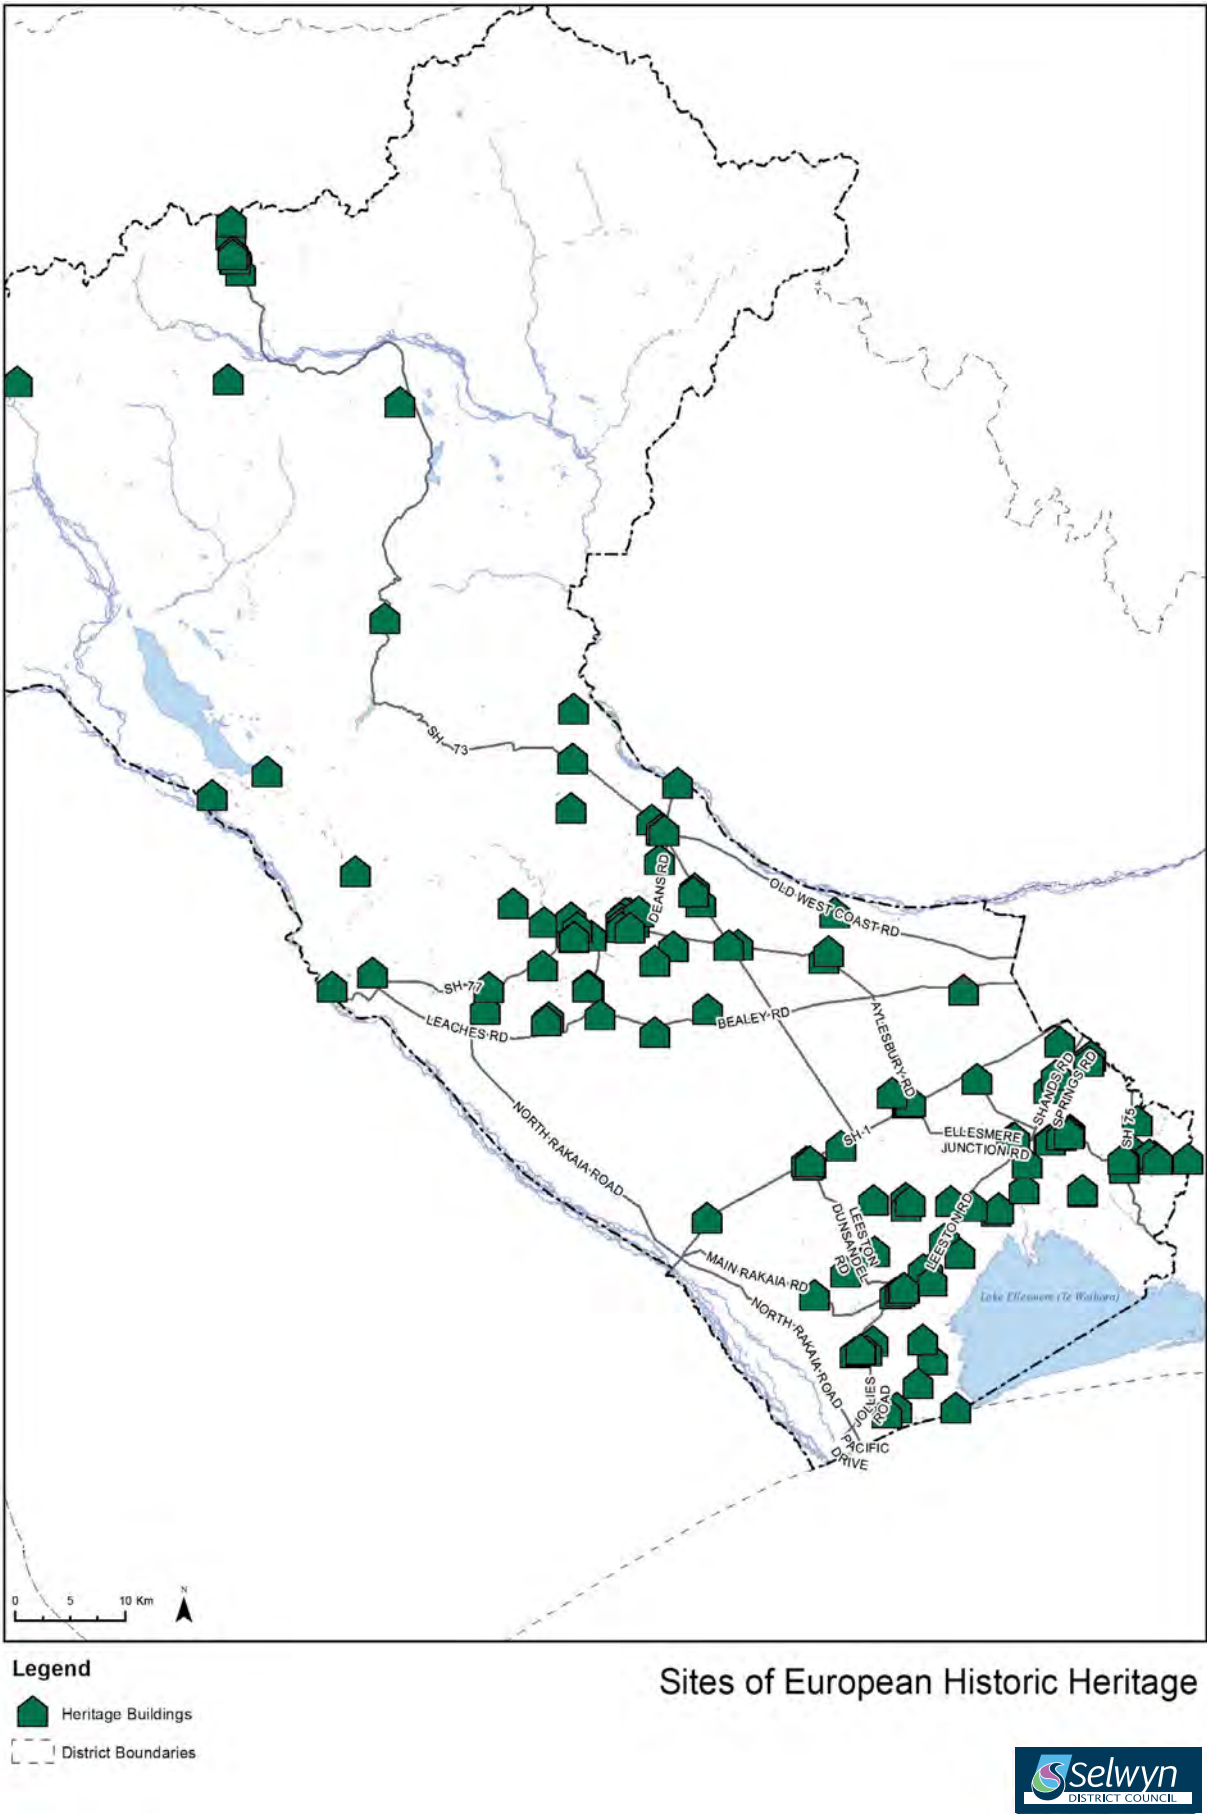 SH 73
OLD WEST COAST RD
DEANS RD
SH 77
LEACHES RD
BEALEY RD
AYLESBURY RD
SHANDS RD
SPRINGS RD
SH 75
NORTH RAKAIA ROAD
SH 1
ELLESMERE
JUNCTION RD
LEESTON
DUNSANDEL
RD
LEESTON RD
MAIN RAKAIA RD
NORTH RAKAIA ROAD
Lake Ellesmere (Te Waihora)
JOLLIES
ROAD
PACIFIC
DRIVE
0 5 10 Km
N
Legend
Heritage Buildings
District Boundaries
Sites of European Historic Heritage
Selwyn
DISTRICT COUNCIL